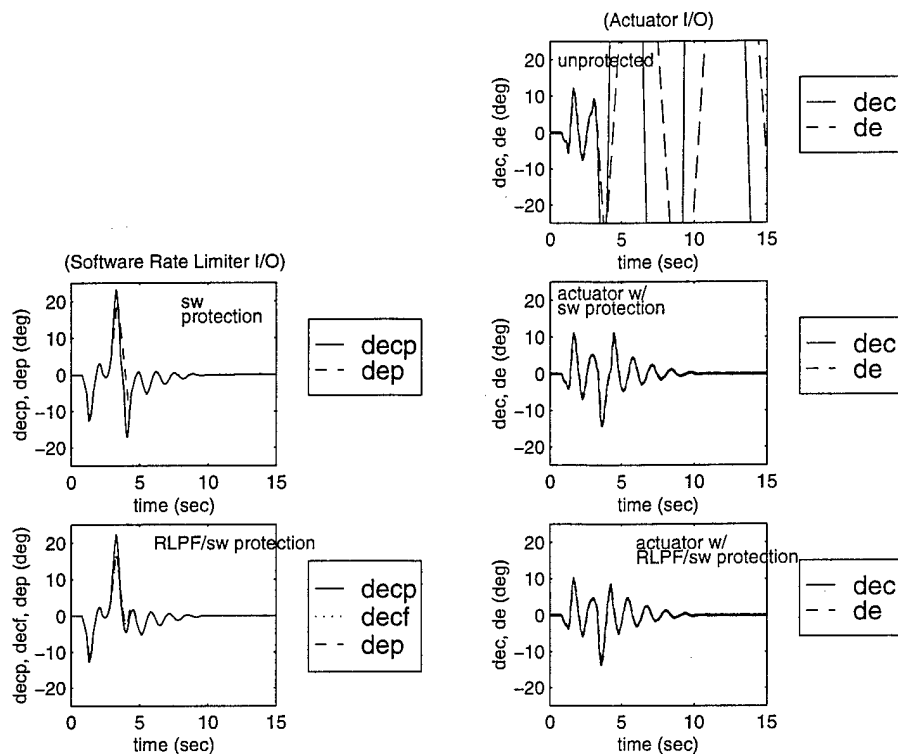 (Actuator I/O)
unprotected
20
10
0
−10
−20
dec, de (deg)
0
5
10
15
time (sec)
dec
de
(Software Rate Limiter I/O)
sw
protection
20
10
0
−10
−20
decp, dep (deg)
0
5
10
15
time (sec)
decp
dep
actuator w/
sw protection
20
10
0
−10
−20
dec, de (deg)
0
5
10
15
time (sec)
dec
de
RLPF/sw protection
20
10
0
−10
−20
decp, decf, dep (deg)
0
5
10
15
time (sec)
decp
decf
dep
actuator w/
RLPF/sw protection
20
10
0
−10
−20
dec, de (deg)
0
5
10
15
time (sec)
dec
de